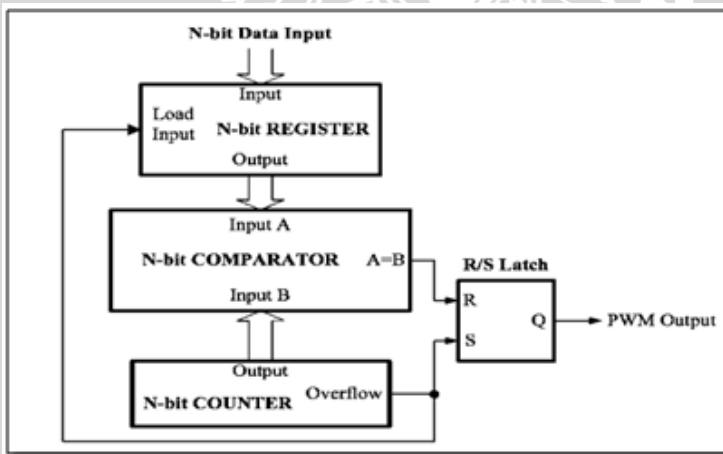 N-bit Data Input
Input
Load
Input
N-bit REGISTER
Output
Input A
N-bit COMPARATOR
A=B
Input B
R/S Latch
R
Q
S
PWM Output
Output
Overflow
N-bit COUNTER